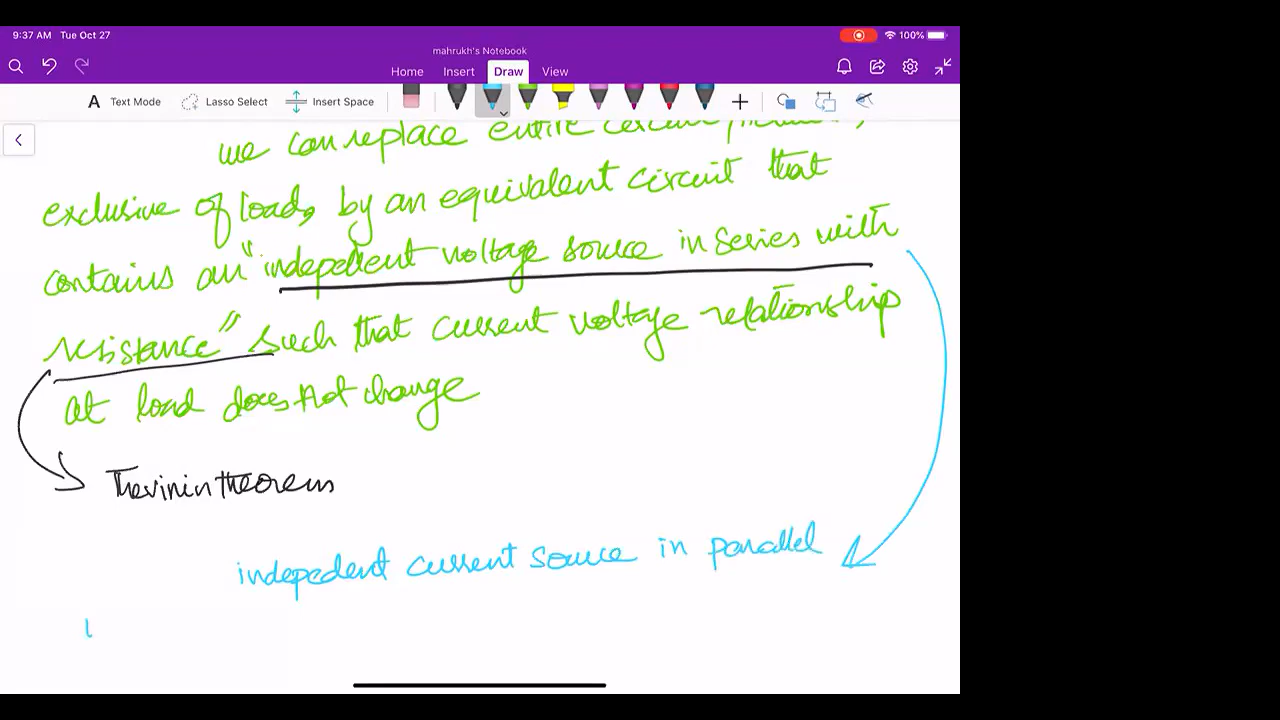 9:37 AM Tue Oct 27
100%
mahrukh's Notebook
Home Insert Draw View
A Text Mode Lasso Select Insert Space
we can replace entire circuit
exclusive of load, by an equivalent circuit that
contains an "indepedent voltage source in series with
resistance" such that current voltage relationship
at load does not change
Thevinin theorem
indepedent current source in parallel